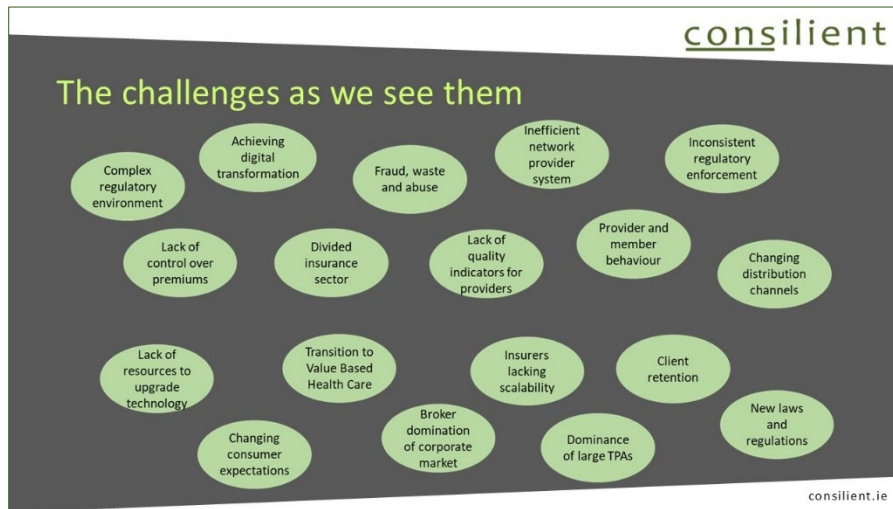 consilient
The challenges as we see them
Complex
regulatory
environment
Achieving
digital
transformation
Fraud, waste
and abuse
Inefficient
network
provider
system
Inconsistent
regulatory
enforcement
Lack of
control over
premiums
Divided
insurance
sector
Lack of
quality
indicators for
providers
Provider and
member
behaviour
Changing
distribution
channels
Lack of
resources to
upgrade
technology
Transition to
Value Based
Health Care
Insurers
lacking
scalability
Client
retention
Changing
consumer
expectations
Broker
domination
of corporate
market
Dominance
of large TPAs
New laws
and
regulations
consilient.ie